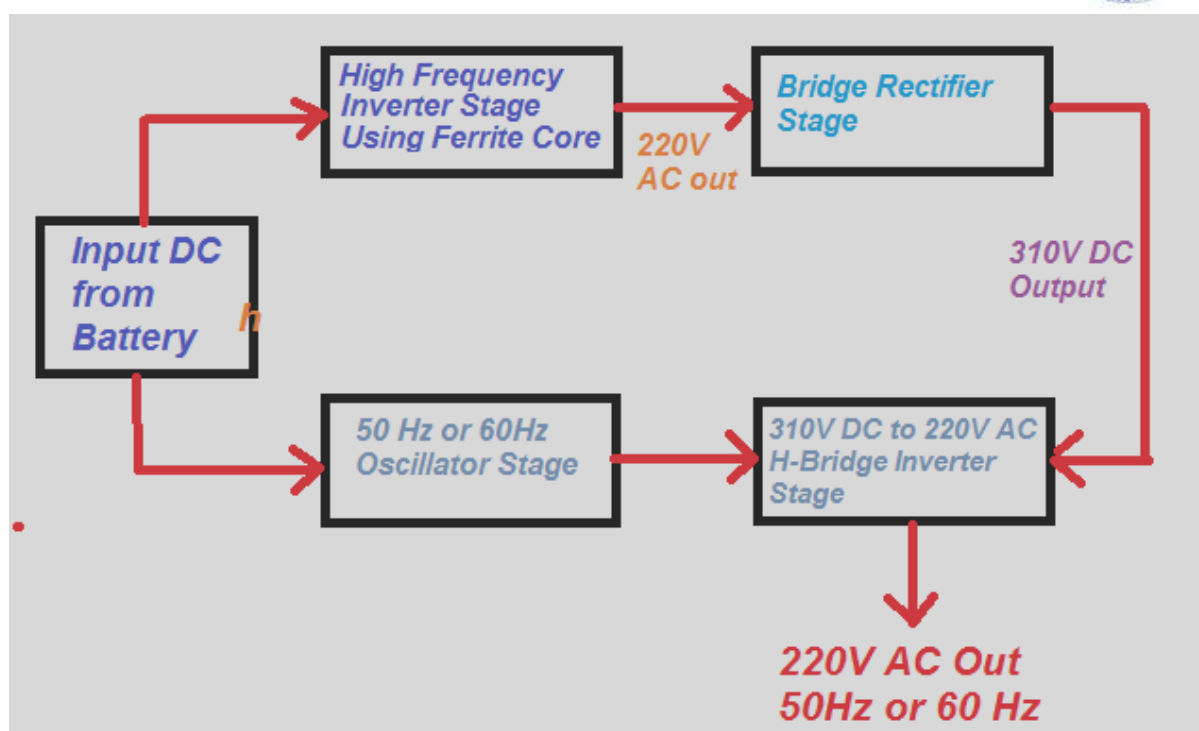 High Frequency
Inverter Stage
Using Ferrite Core
220V
AC out
Bridge Rectifier
Stage
Input DC
from
Battery
h
310V DC
Output
50 Hz or 60Hz
Oscillator Stage
310V DC to 220V AC
H-Bridge Inverter
Stage
220V AC Out
50Hz or 60 Hz